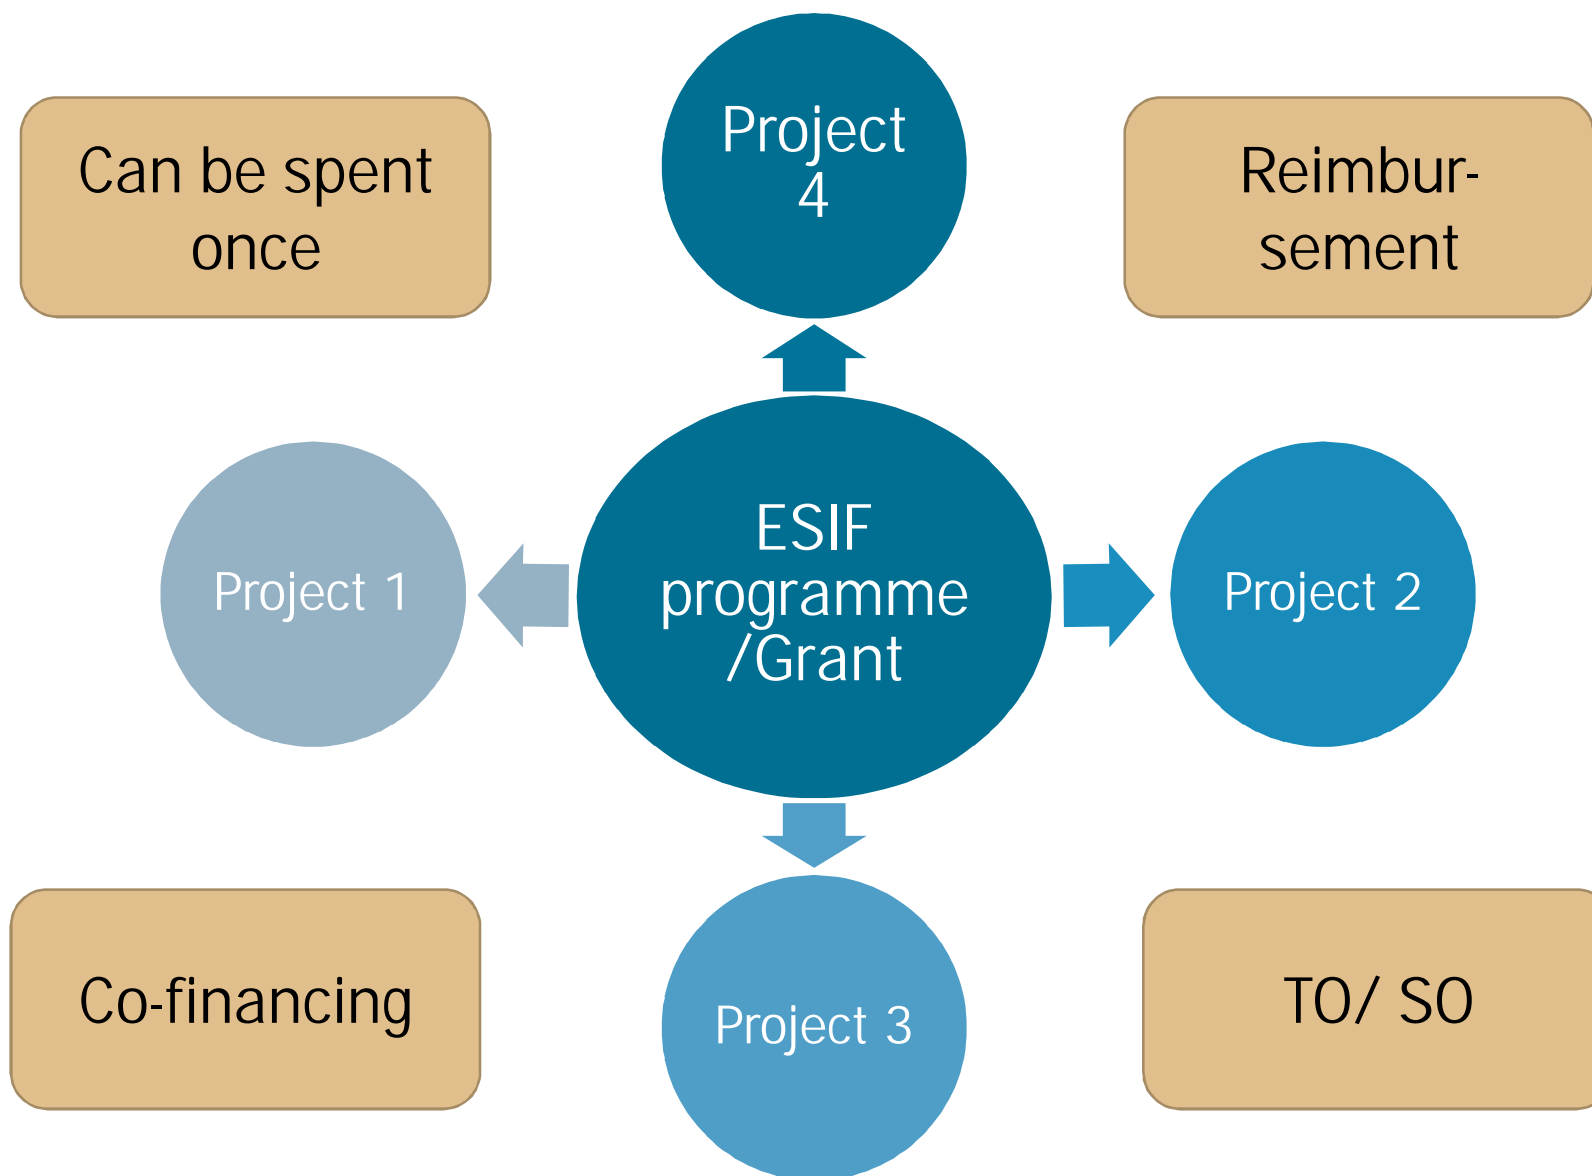 Project
4
Can be spent
once
Reimbur-
sement
Project 1
ESIF
programme
/Grant
Project 2
Co-financing
Project 3
TO/ SO